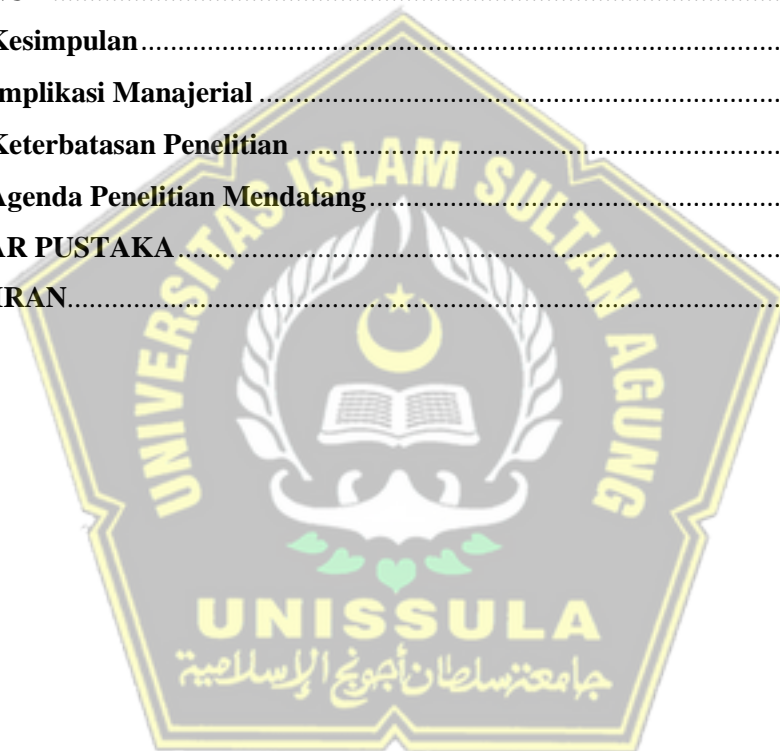 Kesimpulan..............................................................................
mplikasi Manajerial..............................................................
Keterbatasan Penelitian.........................................................
Agenda Penelitian Mendatang................................................
AR PUSTAKA.........................................................................
IRAN........................................................................................
UNIVERSITAS ISLAM SULTAN AGUNG
UNISSULA
جامعة سلطان أجونج الإسلامية